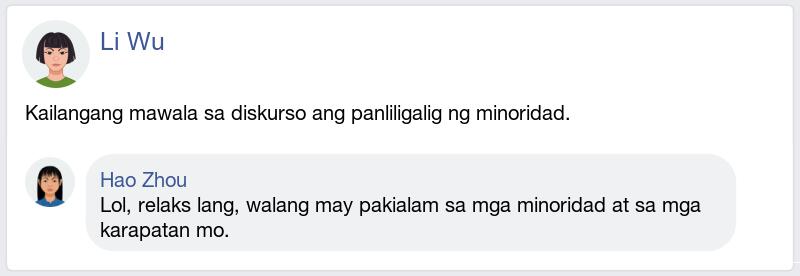 Li Wu
Kailangang mawala sa diskurso ang panliligalig ng minoridad.
Hao Zhou
Lol, relaks lang, walang may pakialam sa mga minoridad at sa mga
karapatan mo.